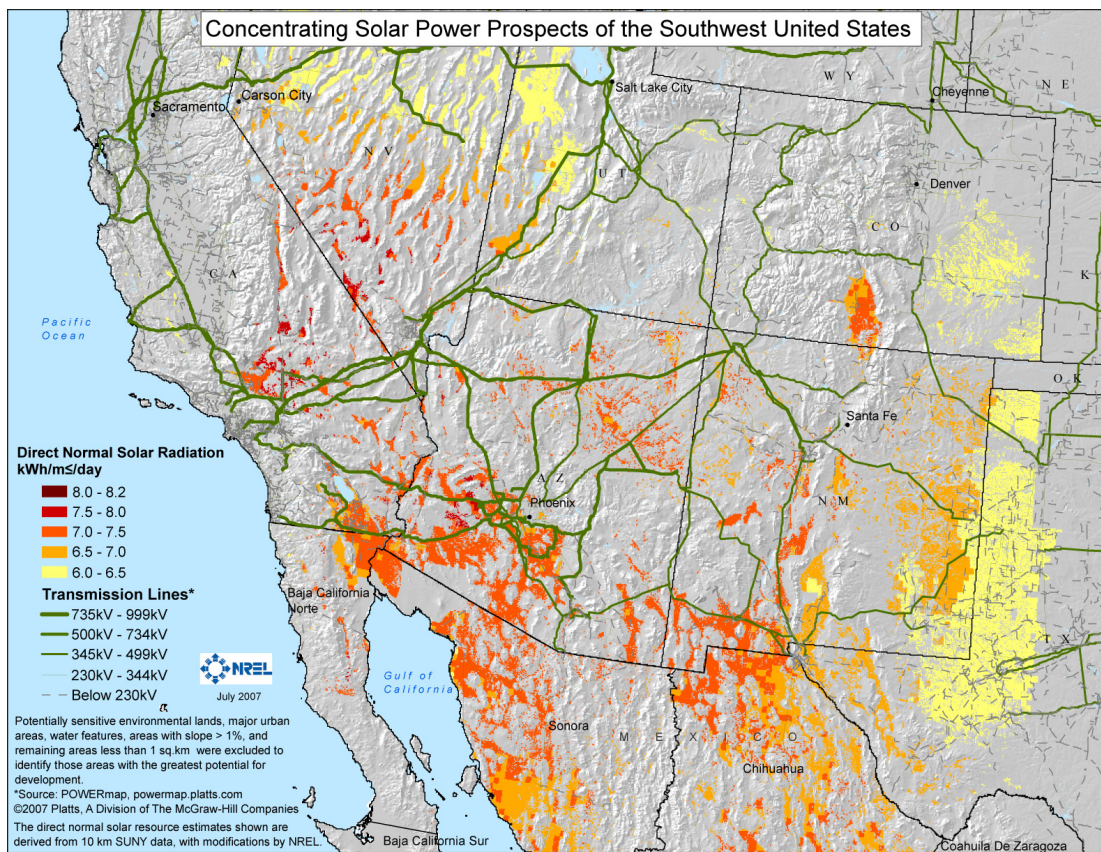 Concentrating Solar Power Prospects of the Southwest United States
W Y
N E
Salt Lake City
Cheyenne
Carson City
Sacramento
N V
U T
Denver
C O
C A
K
Pacific
Ocean
O K
Santa Fe
A Z
N M
Phoenix
T X
Direct Normal Solar Radiation
kWh/m≤/day
8.0 - 8.2
7.5 - 8.0
7.0 - 7.5
6.5 - 7.0
6.0 - 6.5
Transmission Lines*
735kV - 999kV
500kV - 734kV
345kV - 499kV
230kV - 344kV
Below 230kV
NREL
July 2007
Baja California
Norte
Gulf of
California
Sonora
M E X I C O
Chihuahua
Potentially sensitive environmental lands, major urban
areas, water features, areas with slope > 1%, and
remaining areas less than 1 sq.km were excluded to
identify those areas with the greatest potential for
development.
*Source: POWERmap, powermap.platts.com
©2007 Platts, A Division of The McGraw-Hill Companies
The direct normal solar resource estimates shown are
derived from 10 km SUNY data, with modifications by NREL.
Baja California Sur
Coahuila De Zaragoza